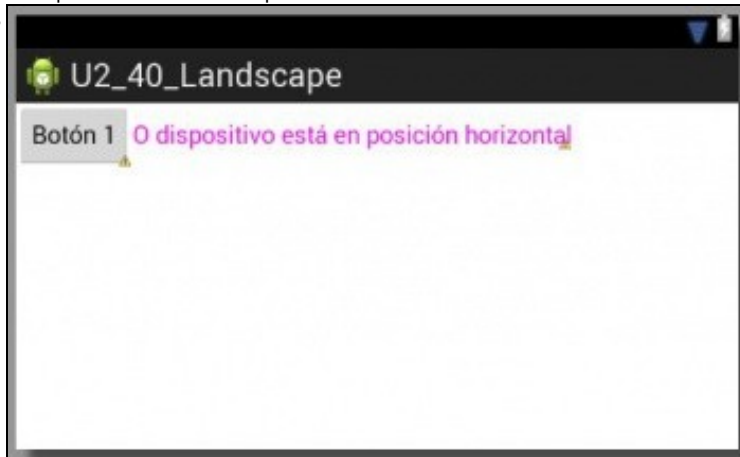 U2_40_Landscape
Botón 1 O dispositivo está en posición horizontal